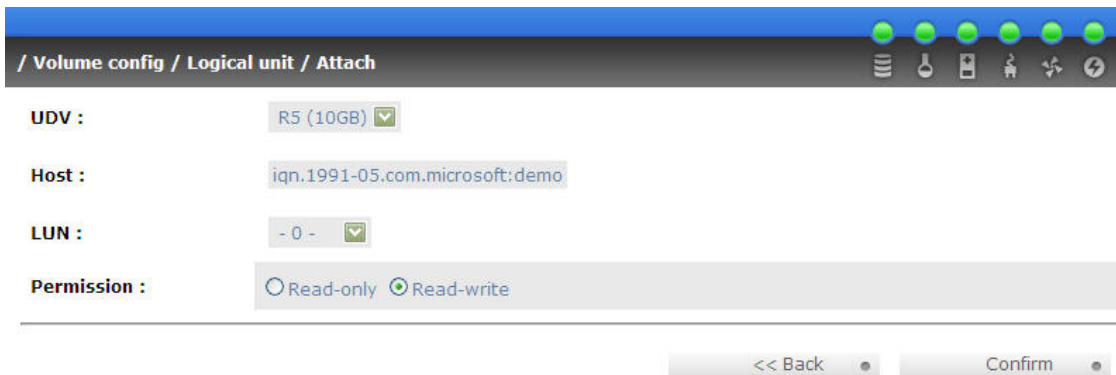 / Volume config / Logical unit / Attach
UDV : R5 (10GB)
Host : iqn.1991-05.com.microsoft:demo
LUN : - 0 -
Permission : Read-only Read-write
<< Back Confirm